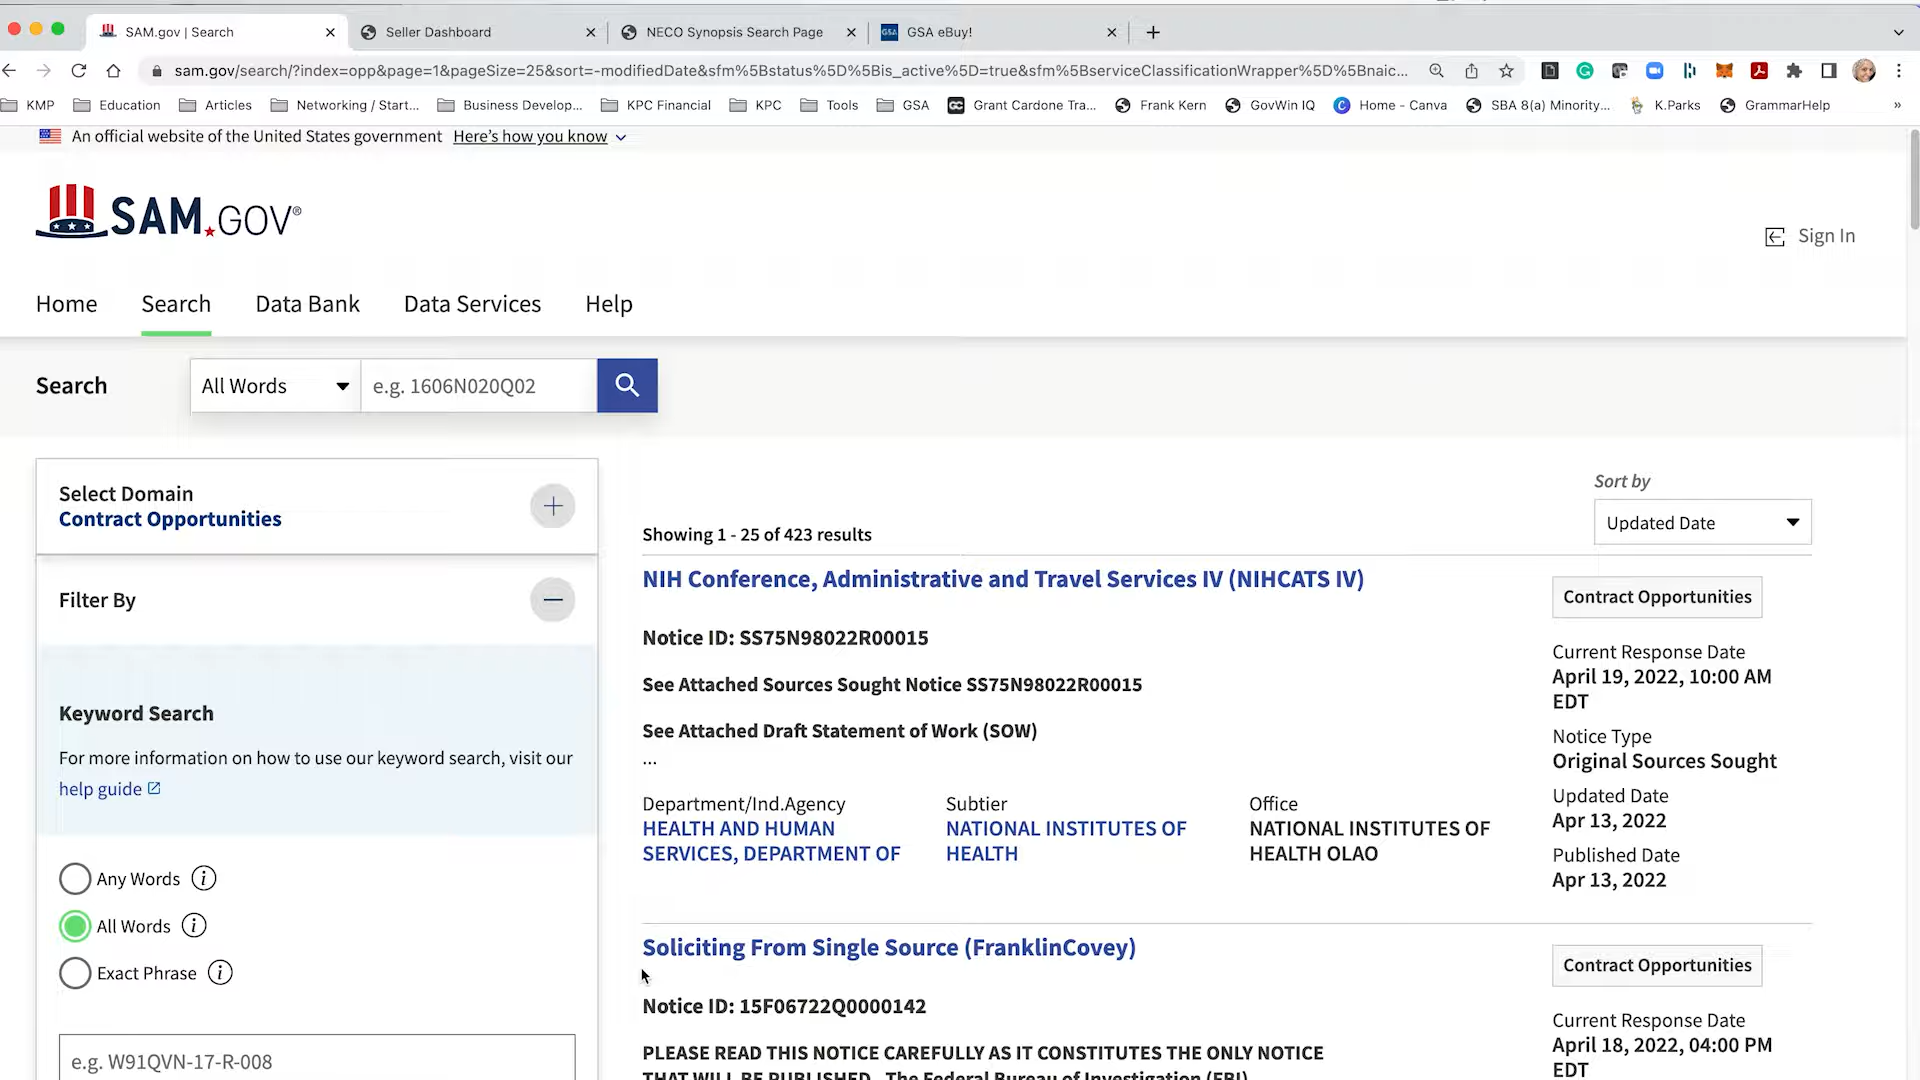 SAM.gov | Search
Seller Dashboard
NECO Synopsis Search Page
GSA
GSA eBuy!
sam.gov/search/?index=opp&page=1&pageSize=25&sort=-modifiedDate&sfm%5Bstatus%5D%5Bis_active%5D=true&sfm%5BserviceClassificationWrapper%5D%5Bnaic...
KMP
Education
Articles
Networking / Start...
Business Develop...
KPC Financial
KPC
Tools
GSA
Grant Cardone Tra...
Frank Kern
GovWin IQ
Home - Canva
SBA 8(a) Minority...
K.Parks
GrammarHelp
»
An official website of the United States government Here's how you know
SAM.GOV®
Sign In
Home
Search
Data Bank
Data Services
Help
Search
All Words
e.g. 1606N020Q02
Select Domain
Contract Opportunities
Filter By
Keyword Search
For more information on how to use our keyword search, visit our
help guide
Any Words
All Words
Exact Phrase
e.g. W91QVN-17-R-008
Sort by
Updated Date
Showing 1 - 25 of 423 results
NIH Conference, Administrative and Travel Services IV (NIHCATS IV)
Notice ID: SS75N98022R00015
See Attached Sources Sought Notice SS75N98022R00015
See Attached Draft Statement of Work (SOW)
...
Department/Ind.Agency
HEALTH AND HUMAN
SERVICES, DEPARTMENT OF
Subtier
NATIONAL INSTITUTES OF
HEALTH
Office
NATIONAL INSTITUTES OF
HEALTH OLAO
Contract Opportunities
Current Response Date
April 19, 2022, 10:00 AM
EDT
Notice Type
Original Sources Sought
Updated Date
Apr 13, 2022
Published Date
Apr 13, 2022
Soliciting From Single Source (FranklinCovey)
Notice ID: 15F06722Q0000142
PLEASE READ THIS NOTICE CAREFULLY AS IT CONSTITUTES THE ONLY NOTICE
THAT WILL BE PUBLISHED. The Federal Bureau of Investigation (FBI)
Contract Opportunities
Current Response Date
April 18, 2022, 04:00 PM
EDT